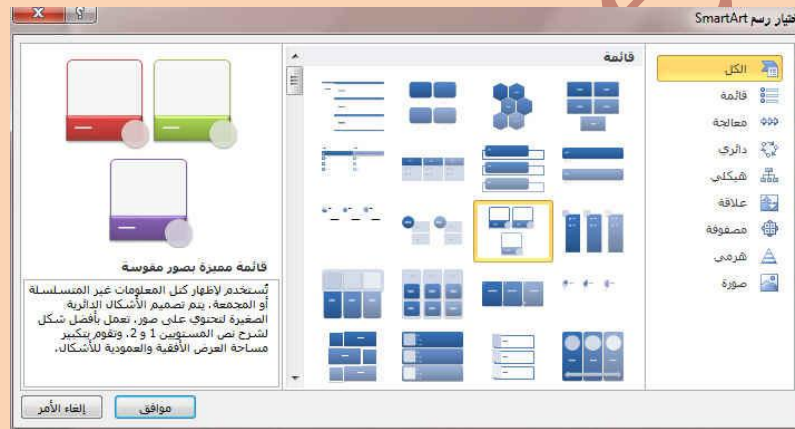 ختيار رسم SmartArt
الكل
قائمة
معالجة
دائري
هيكلي
علاقة
مصفوفة
هرمي
صورة
قائمة
قائمة مميزة بصور مقوسة
تُستخدم لإظهار كتل المعلومات غير المتسلسلة
أو المجمعة. يتم تصميم الأشكال الدائرية
الصغيرة لتحتوي على صور. تعمل بأفضل شكل
لشرح نص المستويين 1 و 2. وتقوم بتكبير
مساحة العرض الأفقية والعمودية للأشكال.
موافق
إلغاء الأمر